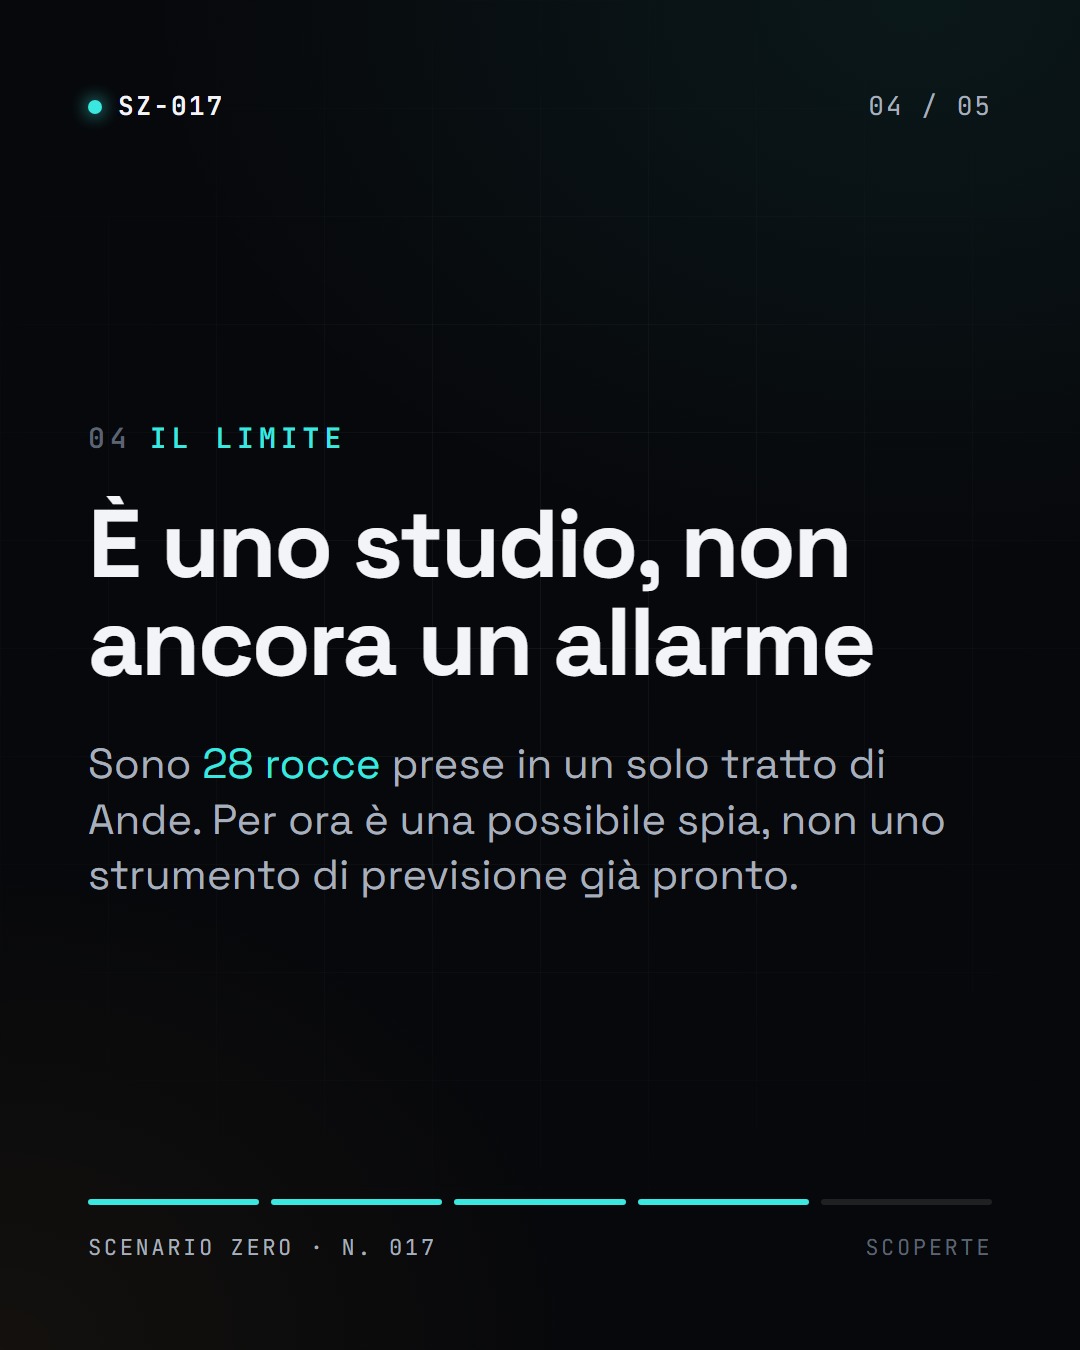 SZ-017
04 / 05
04 IL LIMITE
È uno studio, non
ancora un allarme
Sono 28 rocce prese in un solo tratto di
Ande. Per ora è una possibile spia, non uno
strumento di previsione già pronto.
SCENARIO ZERO · N. 017
SCOPERTE